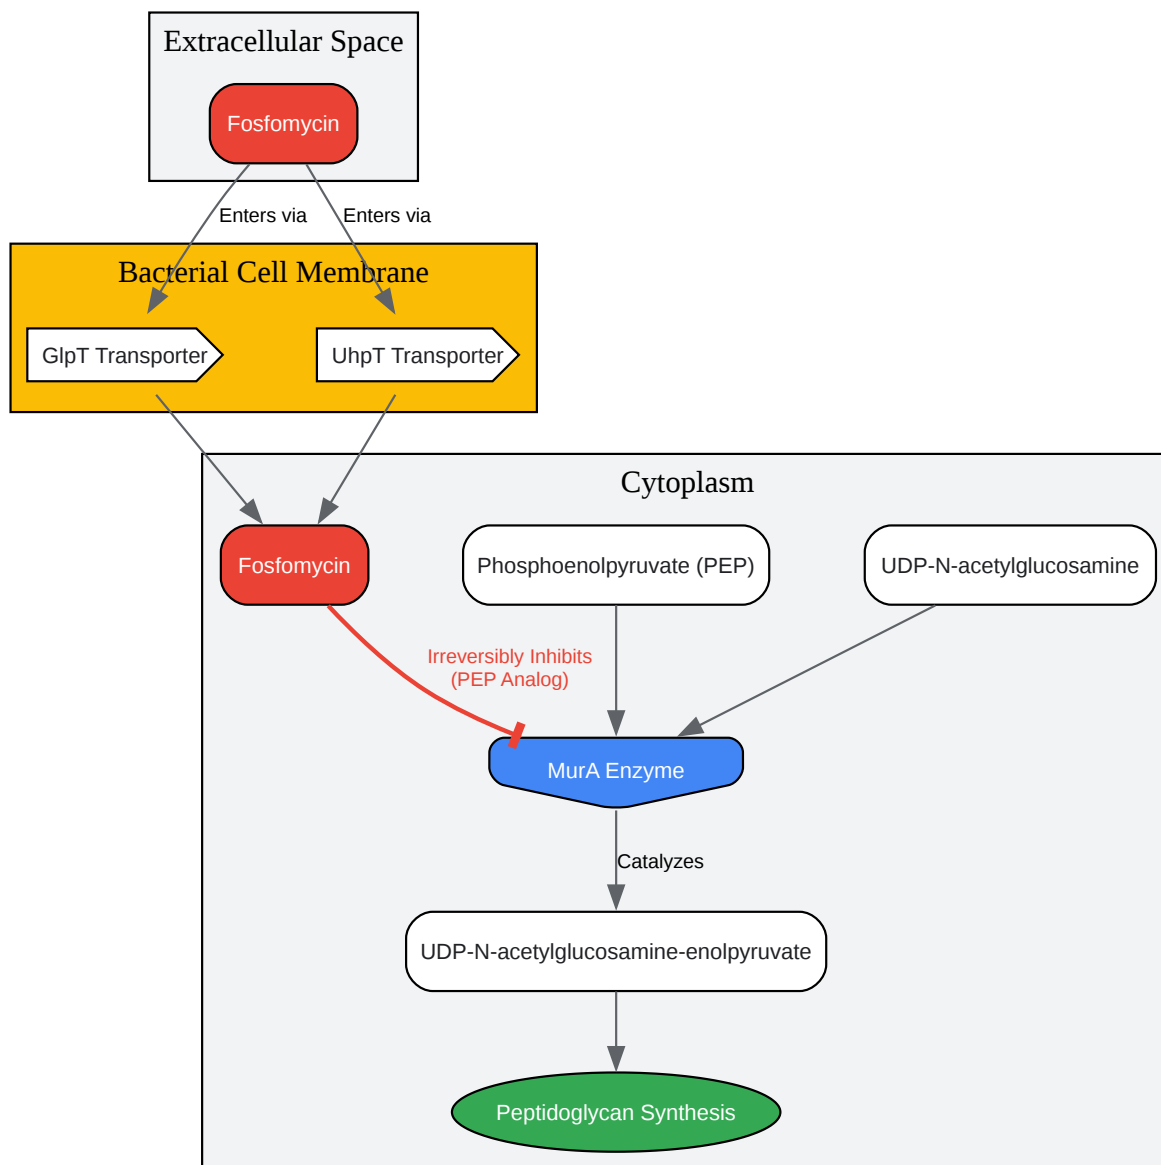 Extracellular Space
Fosfomycin
Enters via
Enters via
Bacterial Cell Membrane
GlpT Transporter
UhpT Transporter
Cytoplasm
Fosfomycin
Phosphoenolpyruvate (PEP)
UDP-N-acetylglucosamine
Irreversibly Inhibits
(PEP Analog)
MurA Enzyme
Catalyzes
UDP-N-acetylglucosamine-enolpyruvate
Peptidoglycan Synthesis